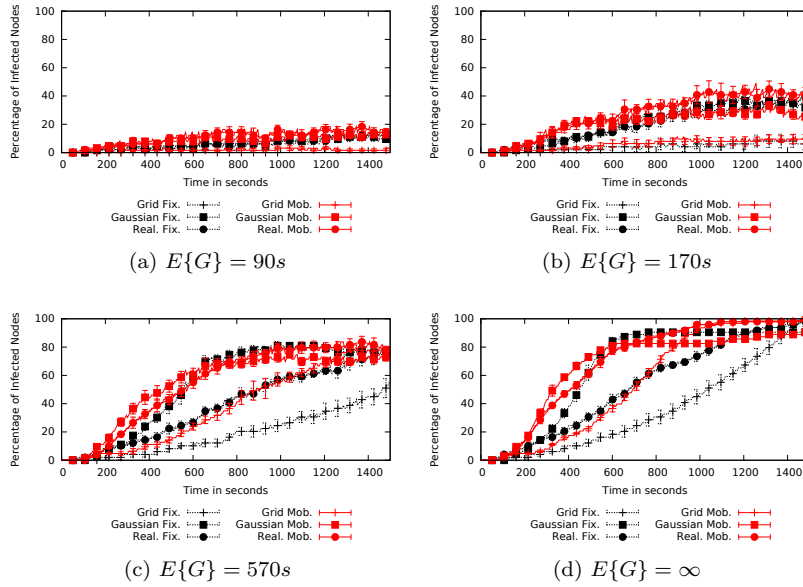 100
80
60
40
20
0
Percentage of Infected Nodes
0 200 400 600 800 1000 1200 1400
Time in seconds
Grid Fix. Grid Mob.
Gaussian Fix. Gaussian Mob.
Real. Fix. Real. Mob.
(a) E{G} = 90s
100
80
60
40
20
0
Percentage of Infected Nodes
0 200 400 600 800 1000 1200 1400
Time in seconds
Grid Fix. Grid Mob.
Gaussian Fix. Gaussian Mob.
Real. Fix. Real. Mob.
(b) E{G} = 170s
100
80
60
40
20
0
Percentage of Infected Nodes
0 200 400 600 800 1000 1200 1400
Time in seconds
Grid Fix. Grid Mob.
Gaussian Fix. Gaussian Mob.
Real. Fix. Real. Mob.
(c) E{G} = 570s
100
80
60
40
20
0
Percentage of Infected Nodes
0 200 400 600 800 1000 1200 1400
Time in seconds
Grid Fix. Grid Mob.
Gaussian Fix. Gaussian Mob.
Real. Fix. Real. Mob.
(d) E{G} = ∞